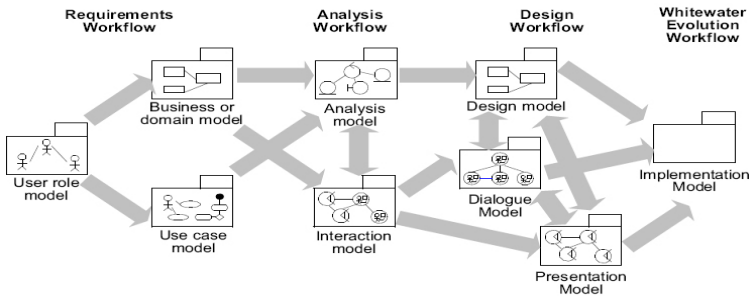 Requirements
Workflow
Analysis
Workflow
Design
Workflow
Whitewater
Evolution
Workflow
Business or
domain model
Analysis
model
Design model
User role
model
Implementation
Model
Use case
model
Interaction
model
Dialogue
Model
Presentation
Model